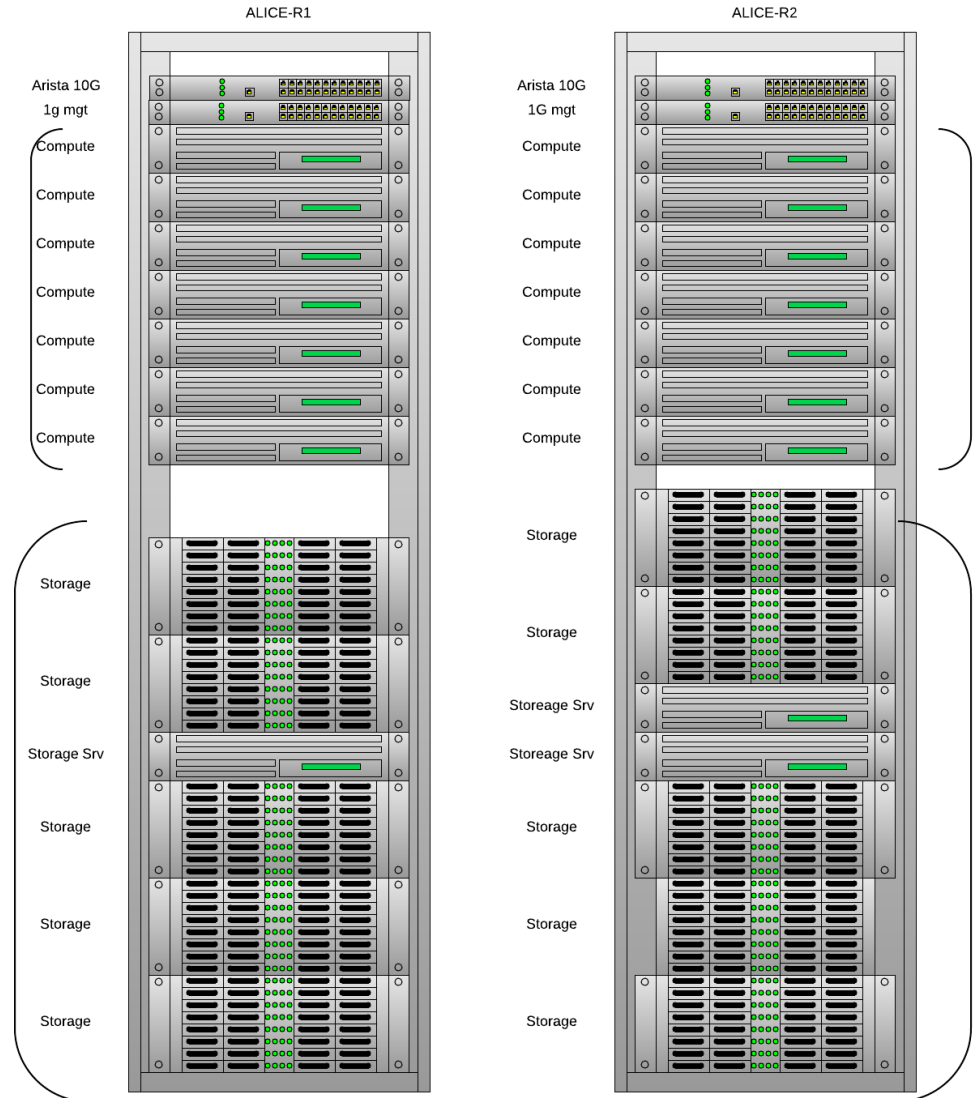 ALICE-R1
Arista 10G
1g mgt
Compute
Compute
Compute
Compute
Compute
Compute
Compute
Storage
Storage
Storage Srv
Storage
Storage
Storage
ALICE-R2
Arista 10G
1G mgt
Compute
Compute
Compute
Compute
Compute
Compute
Compute
Storage
Storage
Storeage Srv
Storeage Srv
Storage
Storage
Storage